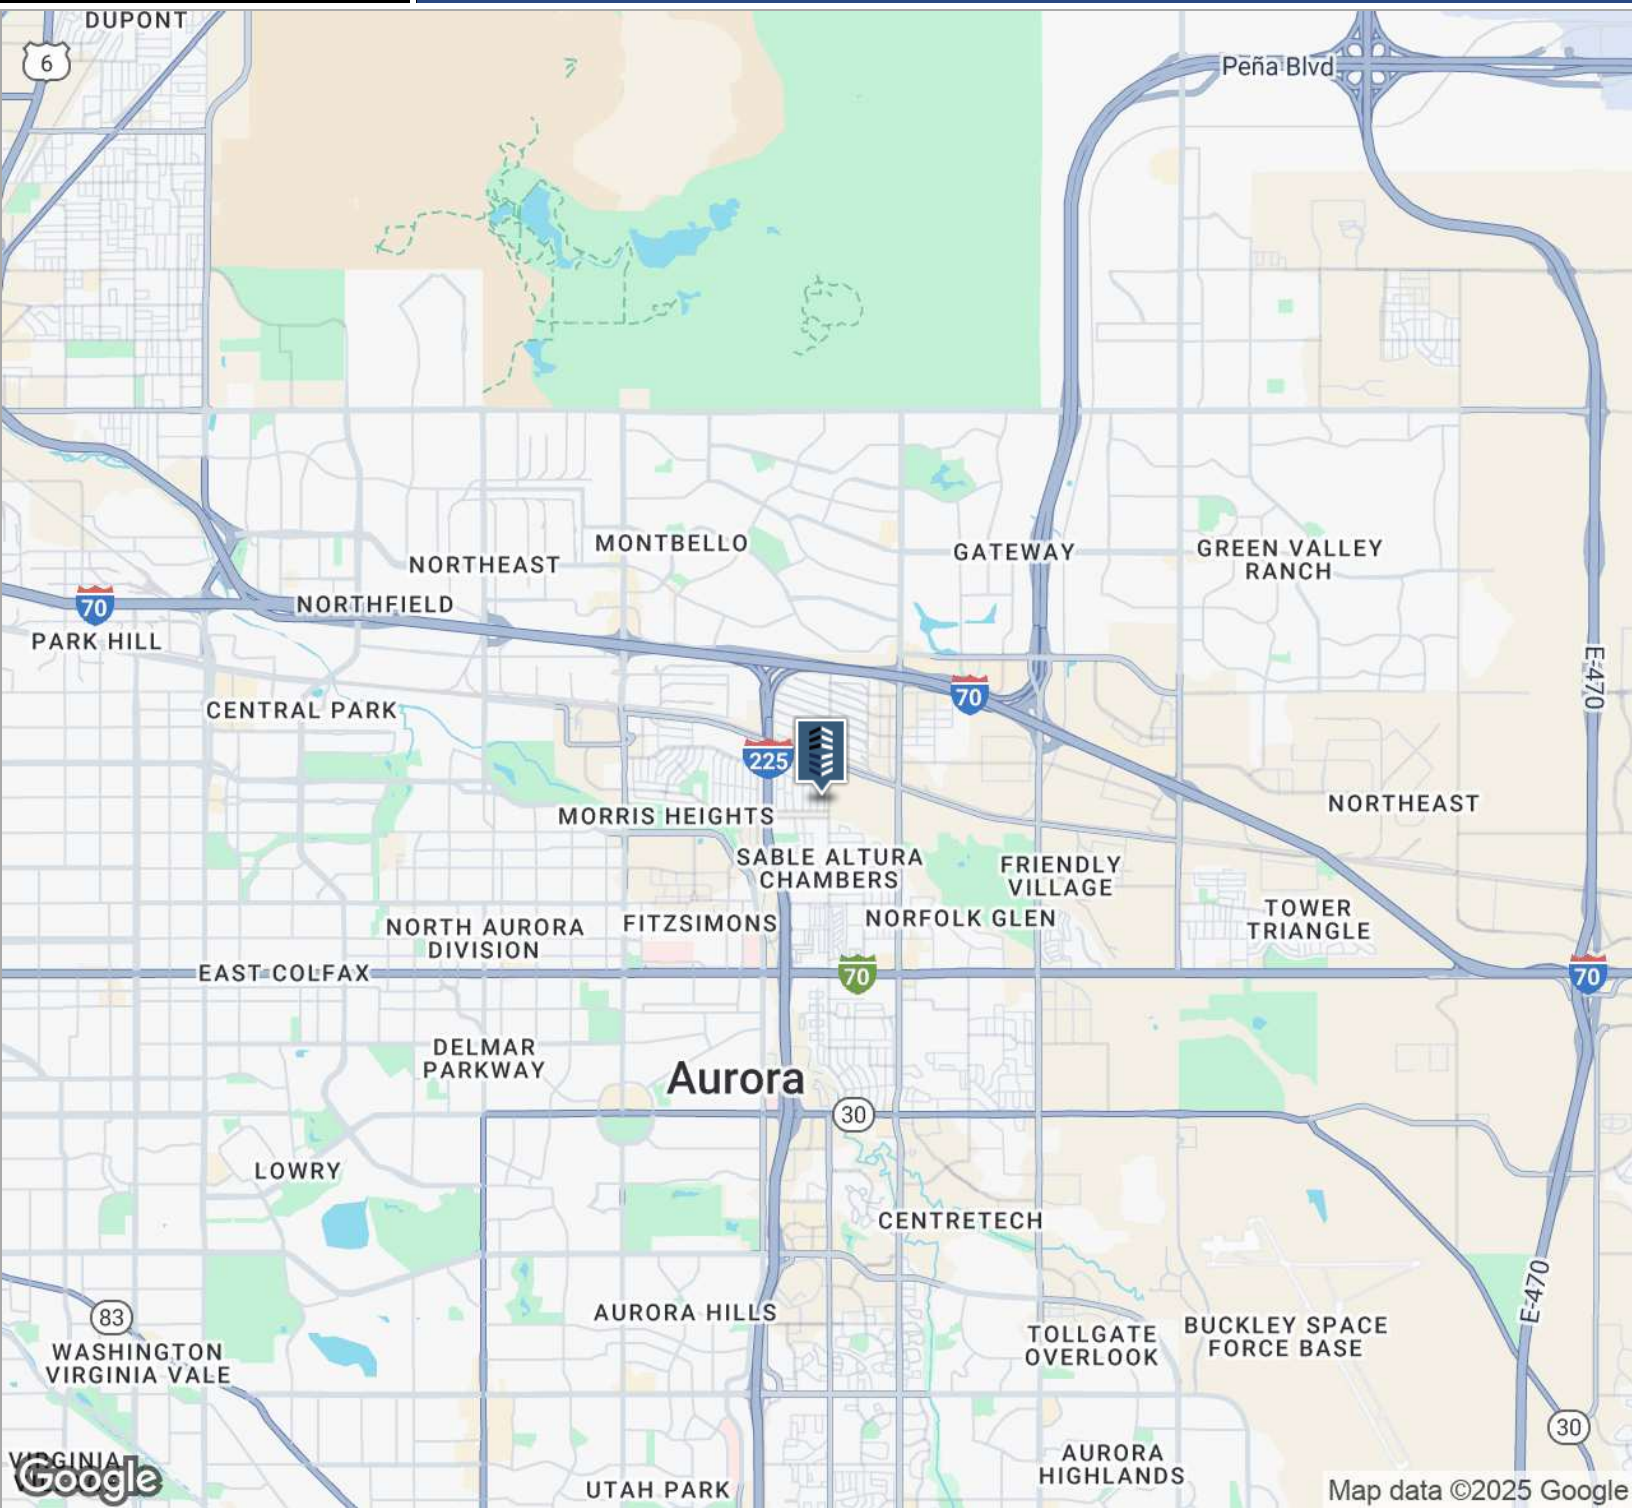 DUPONT
6
Peña Blvd
MONTBELLO
NORTHEAST
GATEWAY
GREEN VALLEY
RANCH
70
NORTHFIELD
PARK HILL
E-470
70
CENTRAL PARK
225
NORTHEAST
MORRIS HEIGHTS
SABLE ALTURA
CHAMBERS
FRIENDLY
VILLAGE
NORTH AURORA
DIVISION
FITZSIMONS
NORFOLK GLEN
TOWER
TRIANGLE
EAST COLFAX
70
70
DELMAR
PARKWAY
Aurora
30
LOWRY
CENTRETECH
E-470
83
AURORA HILLS
WASHINGTON
VIRGINIA VALE
TOLLGATE
OVERLOOK
BUCKLEY SPACE
FORCE BASE
30
VIRGINIA
Google
UTAH PARK
AURORA
HIGHLANDS
Map data ©2025 Google